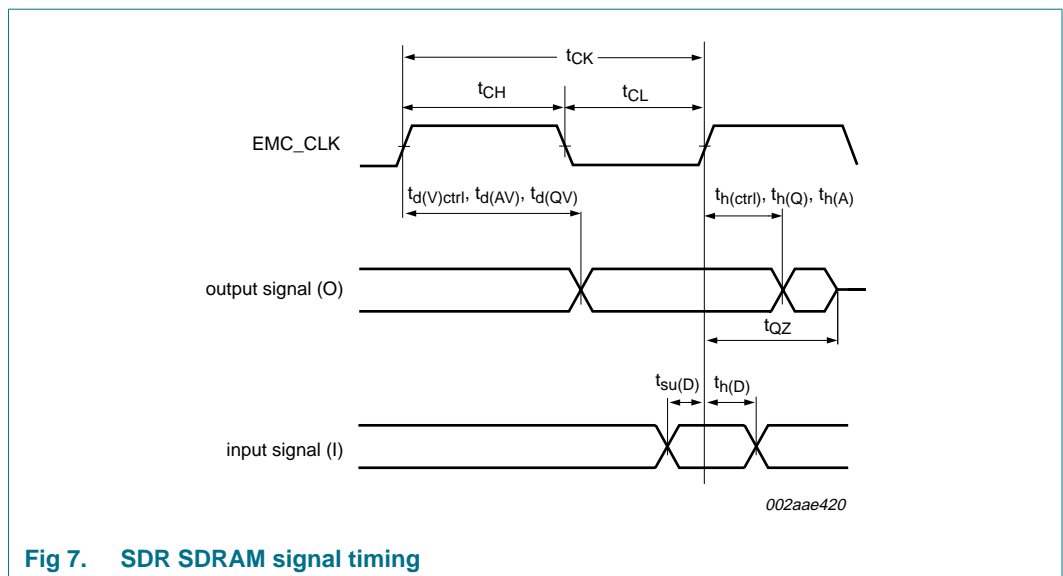 tCK
tCH tCL
EMC_CLK
td(V)ctrl, td(AV), td(QV) th(ctrl), th(Q), th(A)
output signal (O)
tQZ
tsu(D) th(D)
input signal (I)
002aae420
Fig 7. SDR SDRAM signal timing